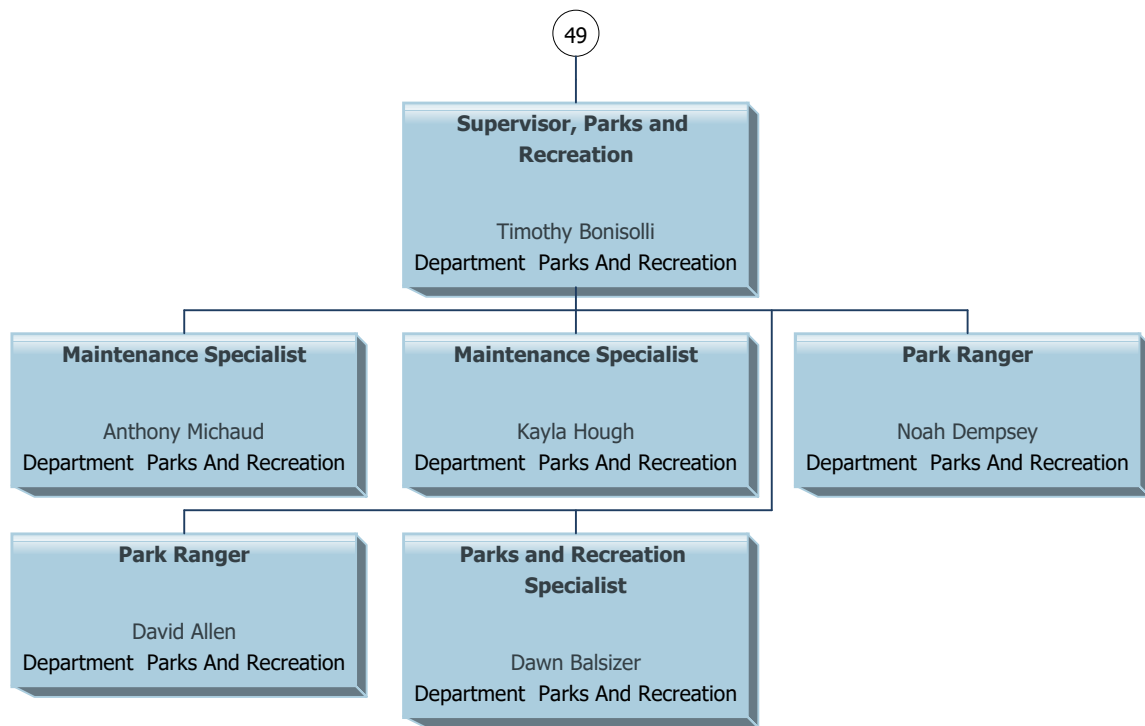 49
Supervisor, Parks and
Recreation
Timothy Bonisolli
Department  Parks And Recreation
Maintenance Specialist
Anthony Michaud
Department  Parks And Recreation
Maintenance Specialist
Kayla Hough
Department  Parks And Recreation
Park Ranger
Noah Dempsey
Department  Parks And Recreation
Park Ranger
David Allen
Department  Parks And Recreation
Parks and Recreation
Specialist
Dawn Balsizer
Department  Parks And Recreation